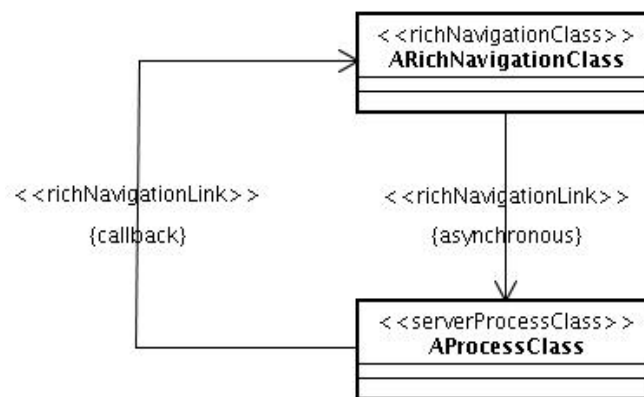 < <richNavigationClass> >
ARichNavigationClass
< <richNavigationLink> >
{callback}
< <richNavigationLink> >
{asynchronous}
< <serverProcessClass> >
AProcessClass